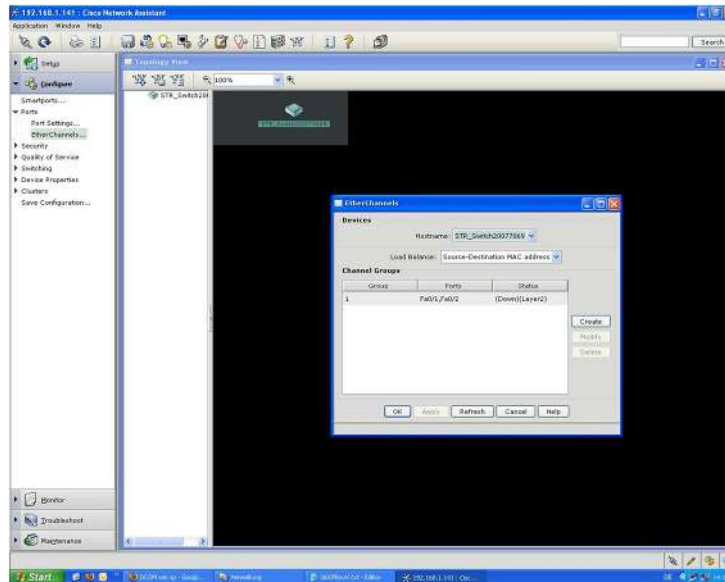 192.168.1.141 : Cisco Network Assistant
Application Window Help
Search
Setup
Configure
Smartports...
Ports
Port Settings...
EtherChannels...
Security
Quality of Service
Switching
Device Properties
Clusters
Save Configuration...
Monitor
Troubleshoot
Maintenance
Topology View
100%
EtherChannels
Devices
Hostname: STR_Switch20077069
Load Balance: Source-Destination MAC address
Channel Groups
Group Ports Status
1 Fa0/1,Fa0/2 (Down)(Layer2)
Create
Modify
Delete
OK Apply Refresh Cancel Help
Start
DE